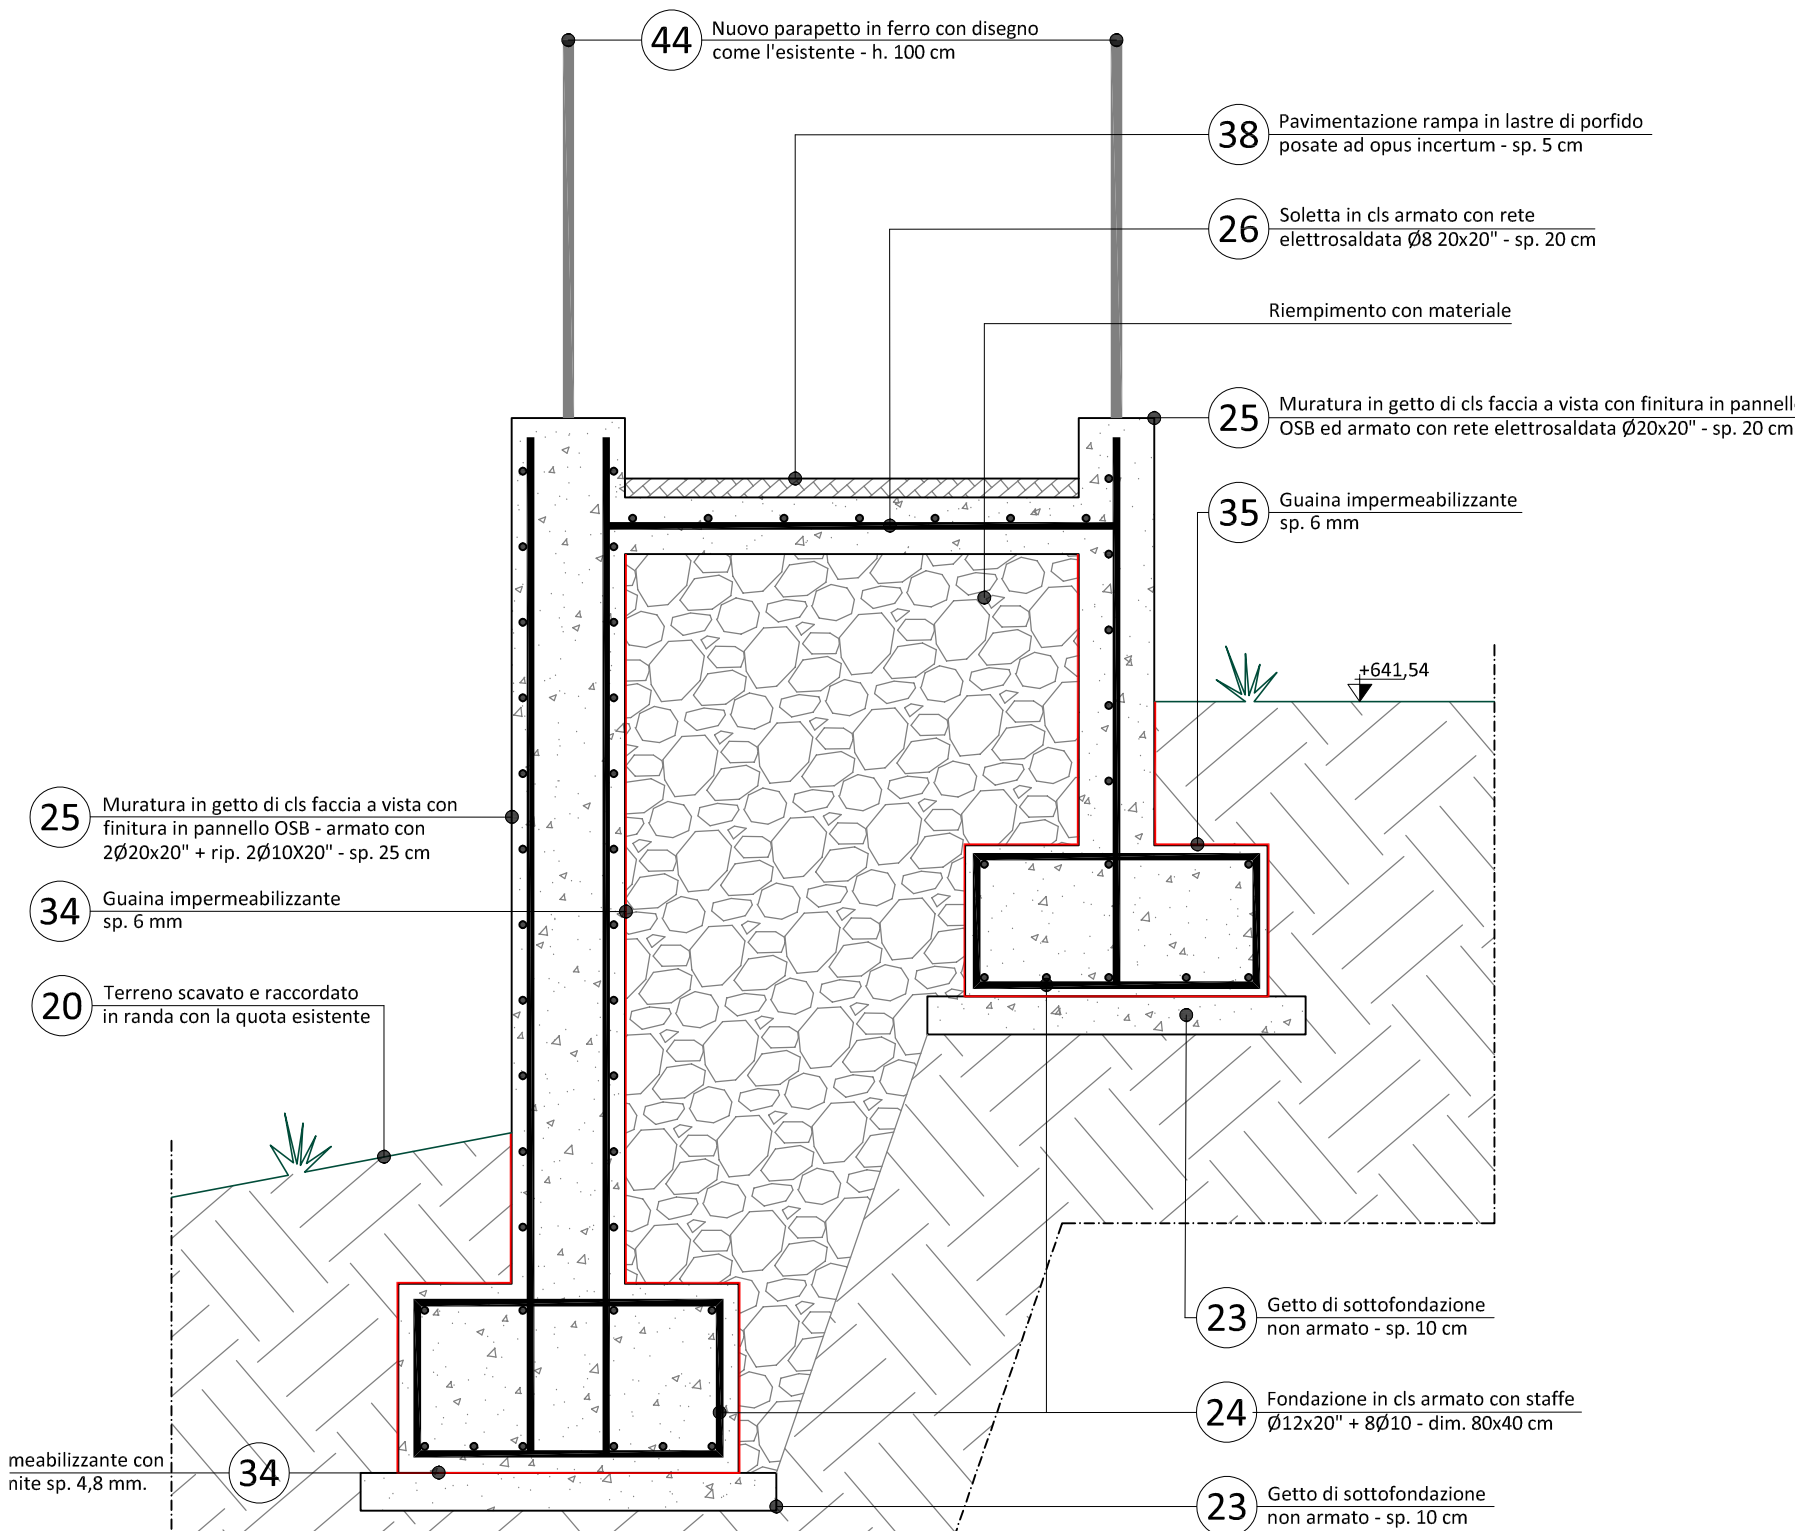 44
Nuovo parapetto in ferro con disegno
come l'esistente - h. 100 cm
38
Pavimentazione rampa in lastre di porfido
posate ad opus incertum - sp. 5 cm
26
Soletta in cls armato con rete
elettrosaldata Ø8 20x20" - sp. 20 cm
Riempimento con materiale
25
Muratura in getto di cls faccia a vista con finitura in pannell
OSB ed armato con rete elettrosaldata Ø20x20" - sp. 20 cm
35
Guaina impermeabilizzante
sp. 6 mm
+641,54
25
Muratura in getto di cls faccia a vista con
finitura in pannello OSB - armato con
2Ø20x20" + rip. 2Ø10X20" - sp. 25 cm
34
Guaina impermeabilizzante
sp. 6 mm
20
Terreno scavato e raccordato
in randa con la quota esistente
23
Getto di sottofondazione
non armato - sp. 10 cm
24
Fondazione in cls armato con staffe
Ø12x20" + 8Ø10 - dim. 80x40 cm
meabilizzante con
nite sp. 4,8 mm.
34
23
Getto di sottofondazione
non armato - sp. 10 cm